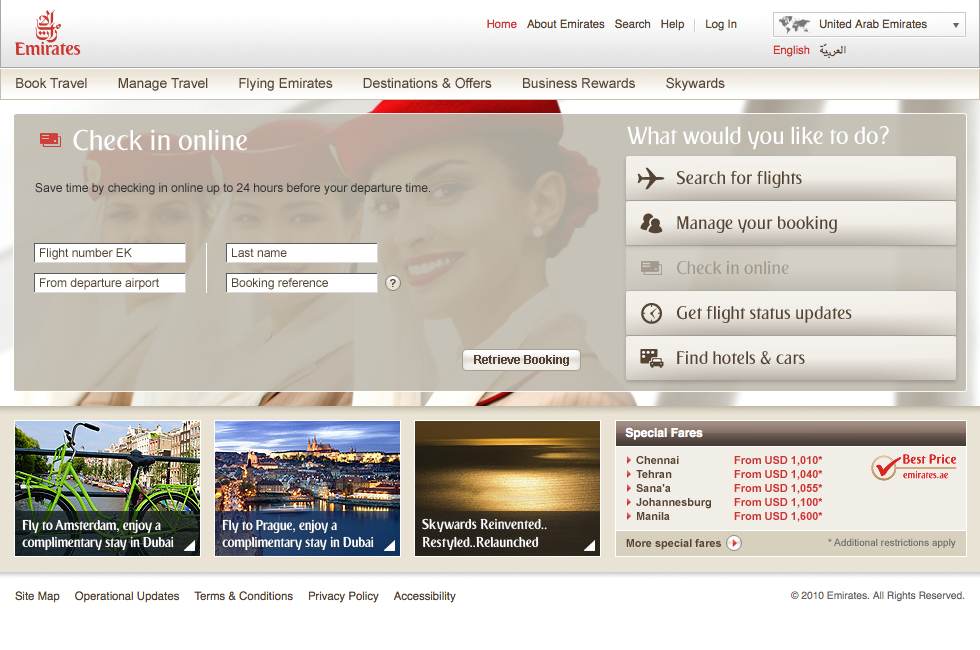 Emirates
Home About Emirates Search Help Log In
United Arab Emirates
English العربيّة
Book Travel Manage Travel Flying Emirates Destinations & Offers Business Rewards Skywards
Check in online
Save time by checking in online up to 24 hours before your departure time.
Flight number EK
Last name
From departure airport
Booking reference
?
Retrieve Booking
What would you like to do?
Search for flights
Manage your booking
Check in online
Get flight status updates
Find hotels & cars
Fly to Amsterdam, enjoy a
complimentary stay in Dubai
Fly to Prague, enjoy a
complimentary stay in Dubai
Skywards Reinvented..
Restyled..Relaunched
Special Fares
Chennai From USD 1,010*
Tehran From USD 1,040*
Sana'a From USD 1,055*
Johannesburg From USD 1,100*
Manila From USD 1,600*
Best Price
emirates.ae
More special fares
* Additional restrictions apply
Site Map Operational Updates Terms & Conditions Privacy Policy Accessibility
© 2010 Emirates. All Rights Reserved.